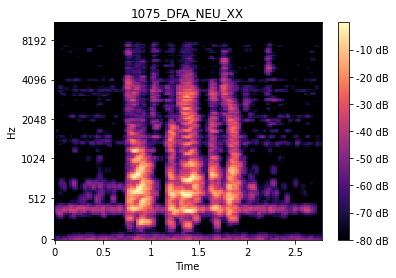 1075_DFA_NEU_XX
8192
4096
2048
1024
512
0
Hz
0
0.5
1
1.5
2
2.5
Time
-10 dB
-20 dB
-30 dB
-40 dB
-50 dB
-60 dB
-70 dB
-80 dB